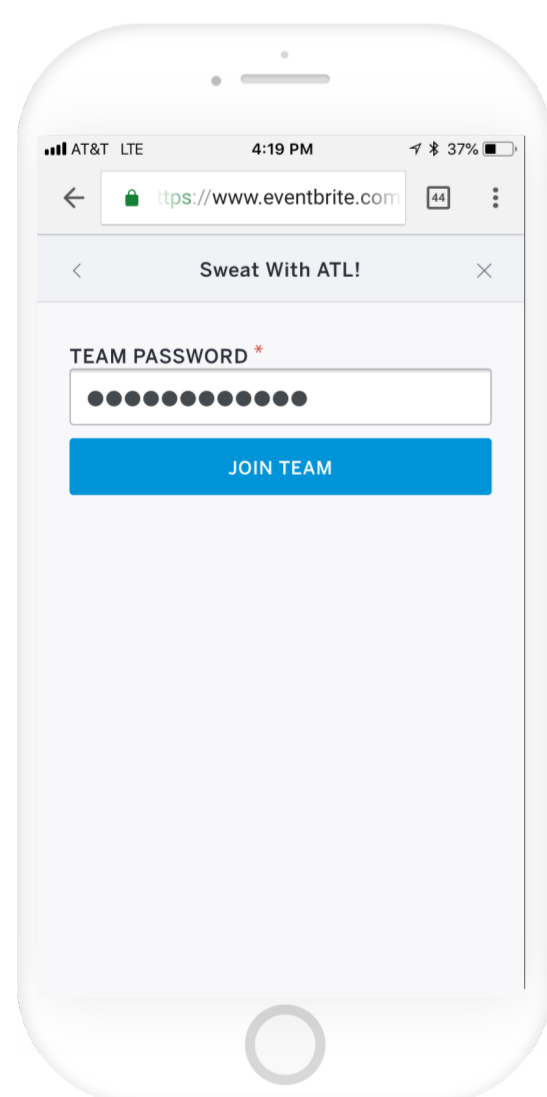 AT&T LTE 4:19 PM 37%
ttps://www.eventbrite.com 44
Sweat With ATL!
TEAM PASSWORD *
●●●●●●●●●●●●
JOIN TEAM